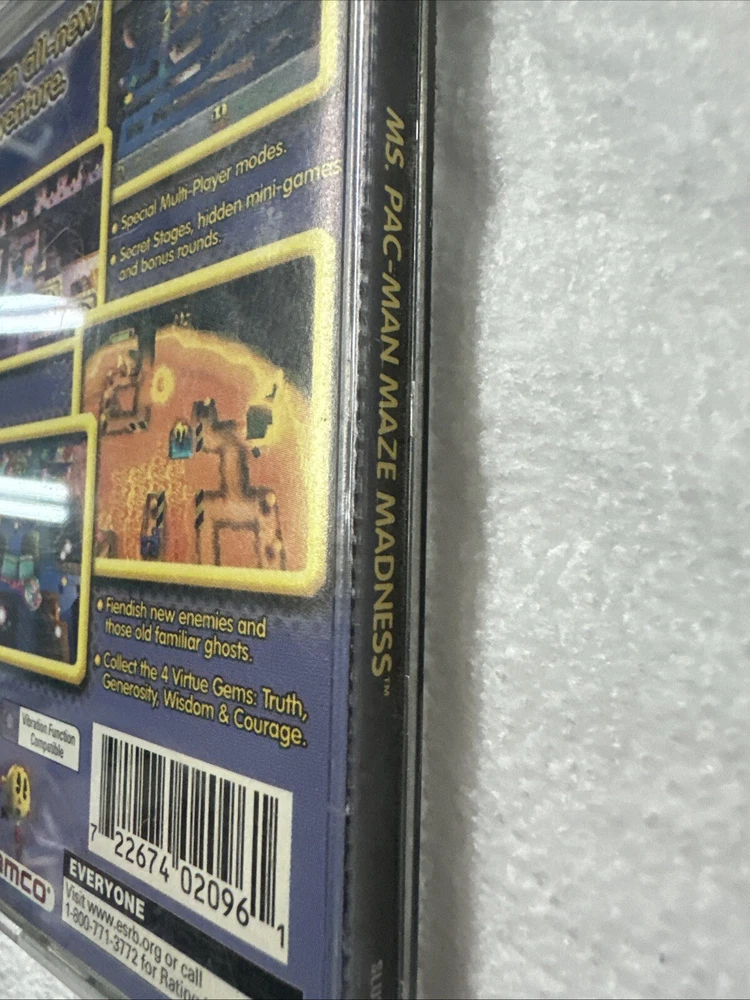 all-new
• Special Multi-Player modes.
• Secret Stages, hidden mini-games
and bonus rounds.
• Fiendish new enemies and
those old familiar ghosts.
• Collect the 4 Virtue Gems: Truth,
Generosity, Wisdom & Courage.
Vibration Function
Compatible
7 22674 02096 1
EVERYONE
Visit www.esrb.org or call
1-800-771-3772 for Rating
MS. PAC-MAN MAZE MADNESS™